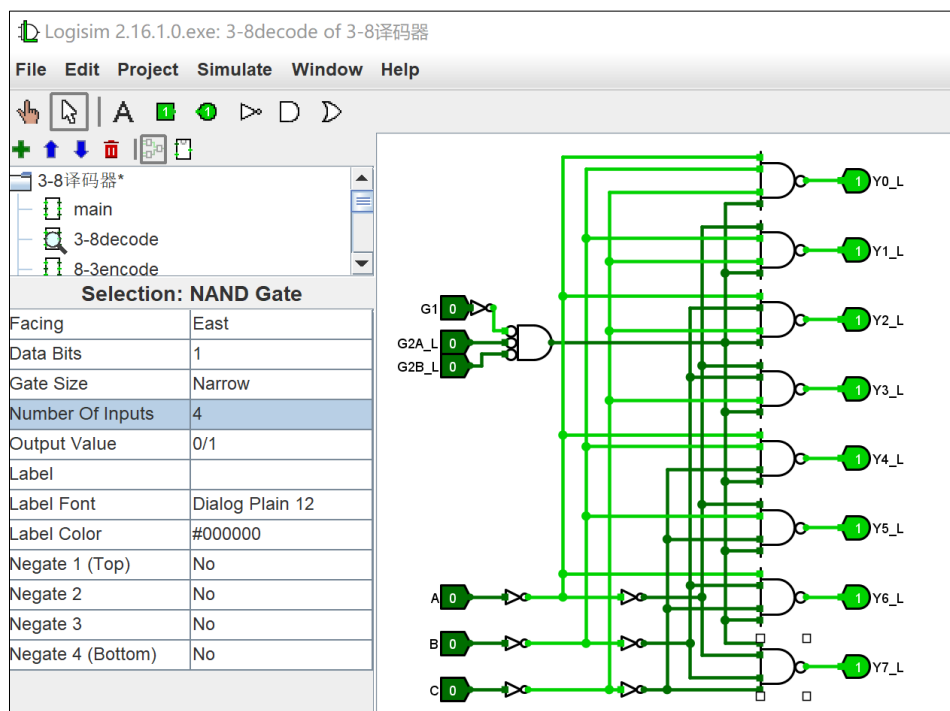 Logisim 2.16.1.0.exe: 3-8decode of 3-8译码器
File Edit Project Simulate Window Help
A 1 1
3-8译码器*
main
3-8decode
8-3encode
Selection: NAND Gate
Facing East
Data Bits 1
Gate Size Narrow
Number Of Inputs 4
Output Value 0/1
Label
Label Font Dialog Plain 12
Label Color #000000
Negate 1 (Top) No
Negate 2 No
Negate 3 No
Negate 4 (Bottom) No
1 Y0_L
1 Y1_L
G1 0
1 Y2_L
G2A_L 0
G2B_L 0
1 Y3_L
1 Y4_L
1 Y5_L
A 0
1 Y6_L
B 0
1 Y7_L
C 0